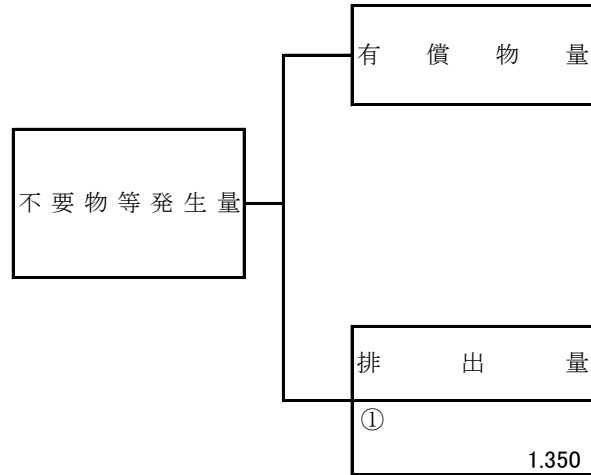 有償物量
不要物等発生量
排出量
①
1.350